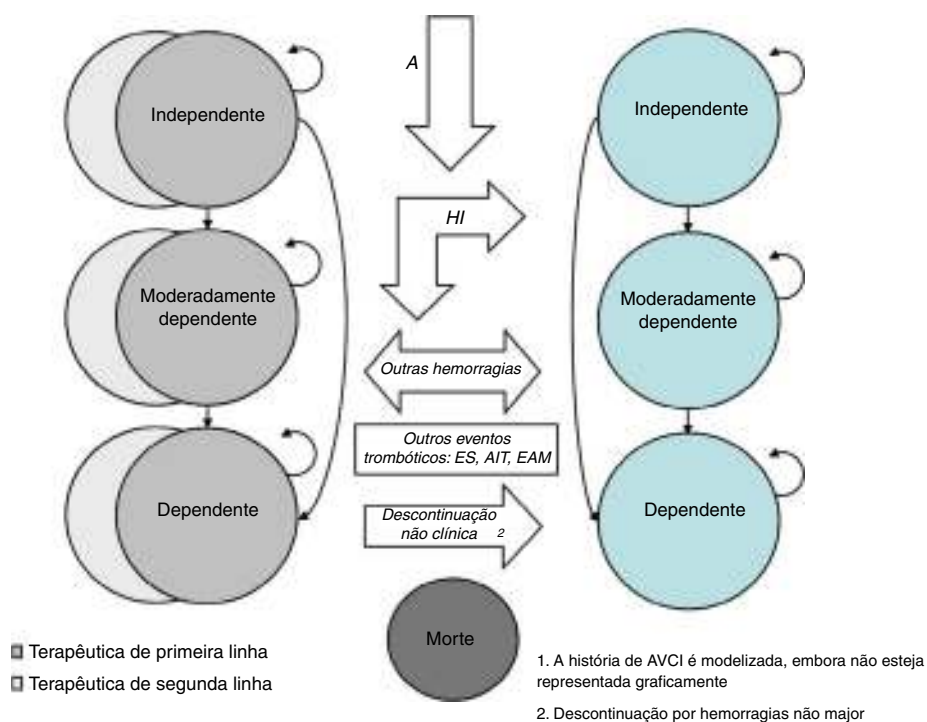 A
Independente
Independente
HI
Moderadamente
dependente
Moderadamente
dependente
Outras hemorragias
Outros eventos
trombóticos: ES, AIT, EAM
Dependente
Dependente
Descontinuação
não clínica 2
Morte
Terapêutica de primeira linha
Terapêutica de segunda linha
1. A história de AVCI é modelizada, embora não esteja
representada graficamente
2. Descontinuação por hemorragias não major